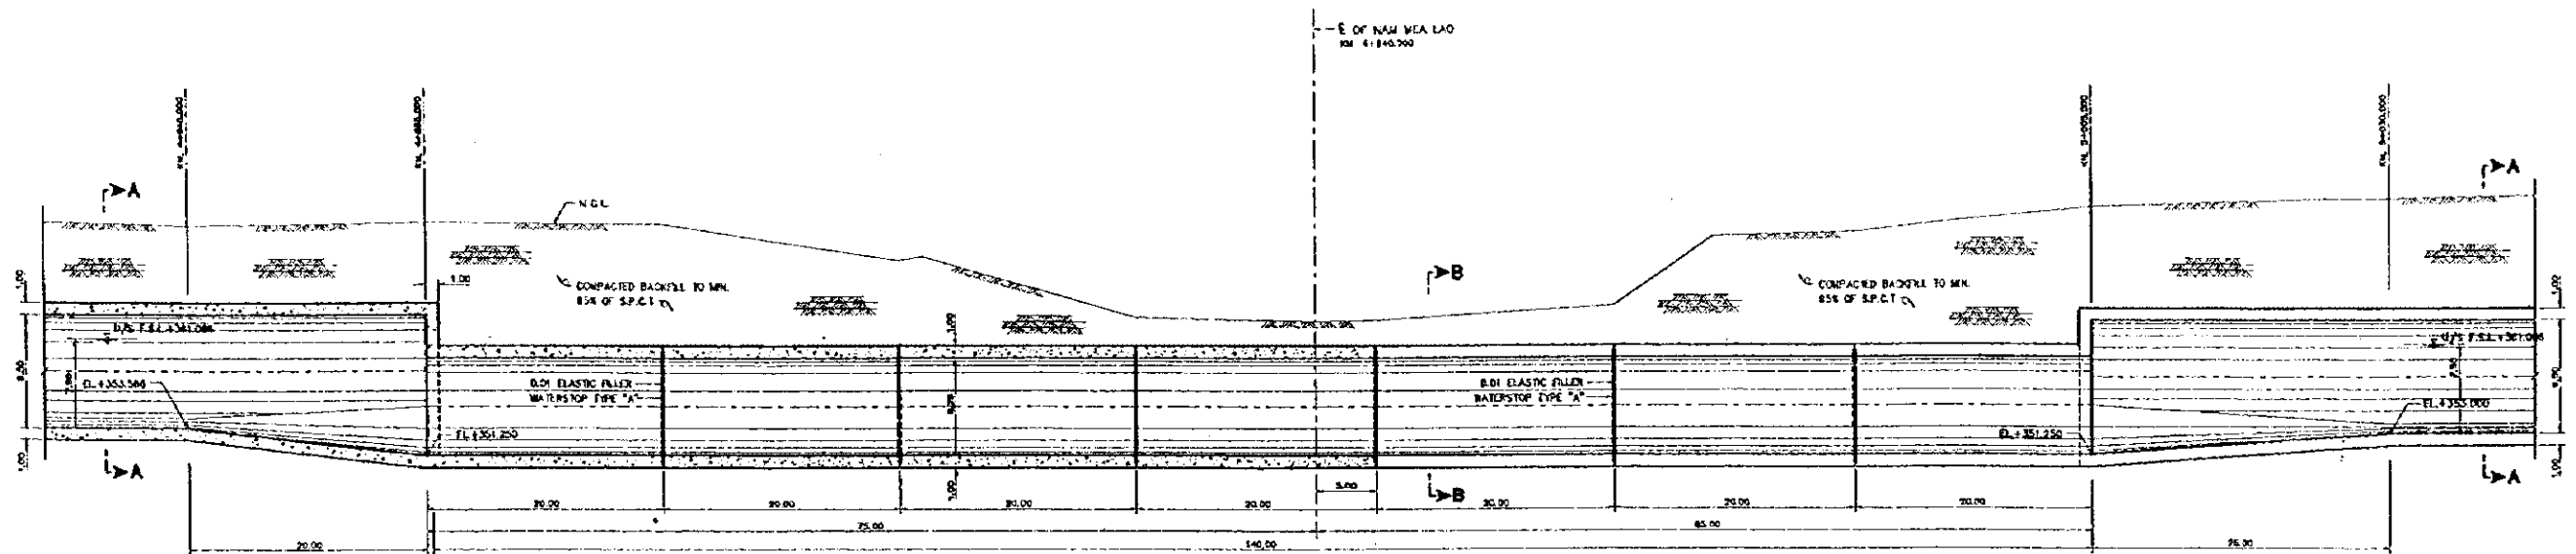 ℄ OF NAM MEA LAO
A
A
N.G.L.
A
A
B
1.00
1.00
COMPACTED BACKFILL TO MIN.
85% OF S.P.C.T
COMPACTED BACKFILL TO MIN.
85% OF S.P.C.T
1.00
1.00
0.01 ELASTIC FILLER
WATERSTOP TYPE "A"
0.01 ELASTIC FILLER
WATERSTOP TYPE "A"
EL.+353.000
EL.+351.250
EL.+351.250
1.00
A
1.00
B
A
1.00
5.00
20.00
20.00
20.00
20.00
20.00
20.00
20.00
75.00
65.00
20.00
140.00
25.00